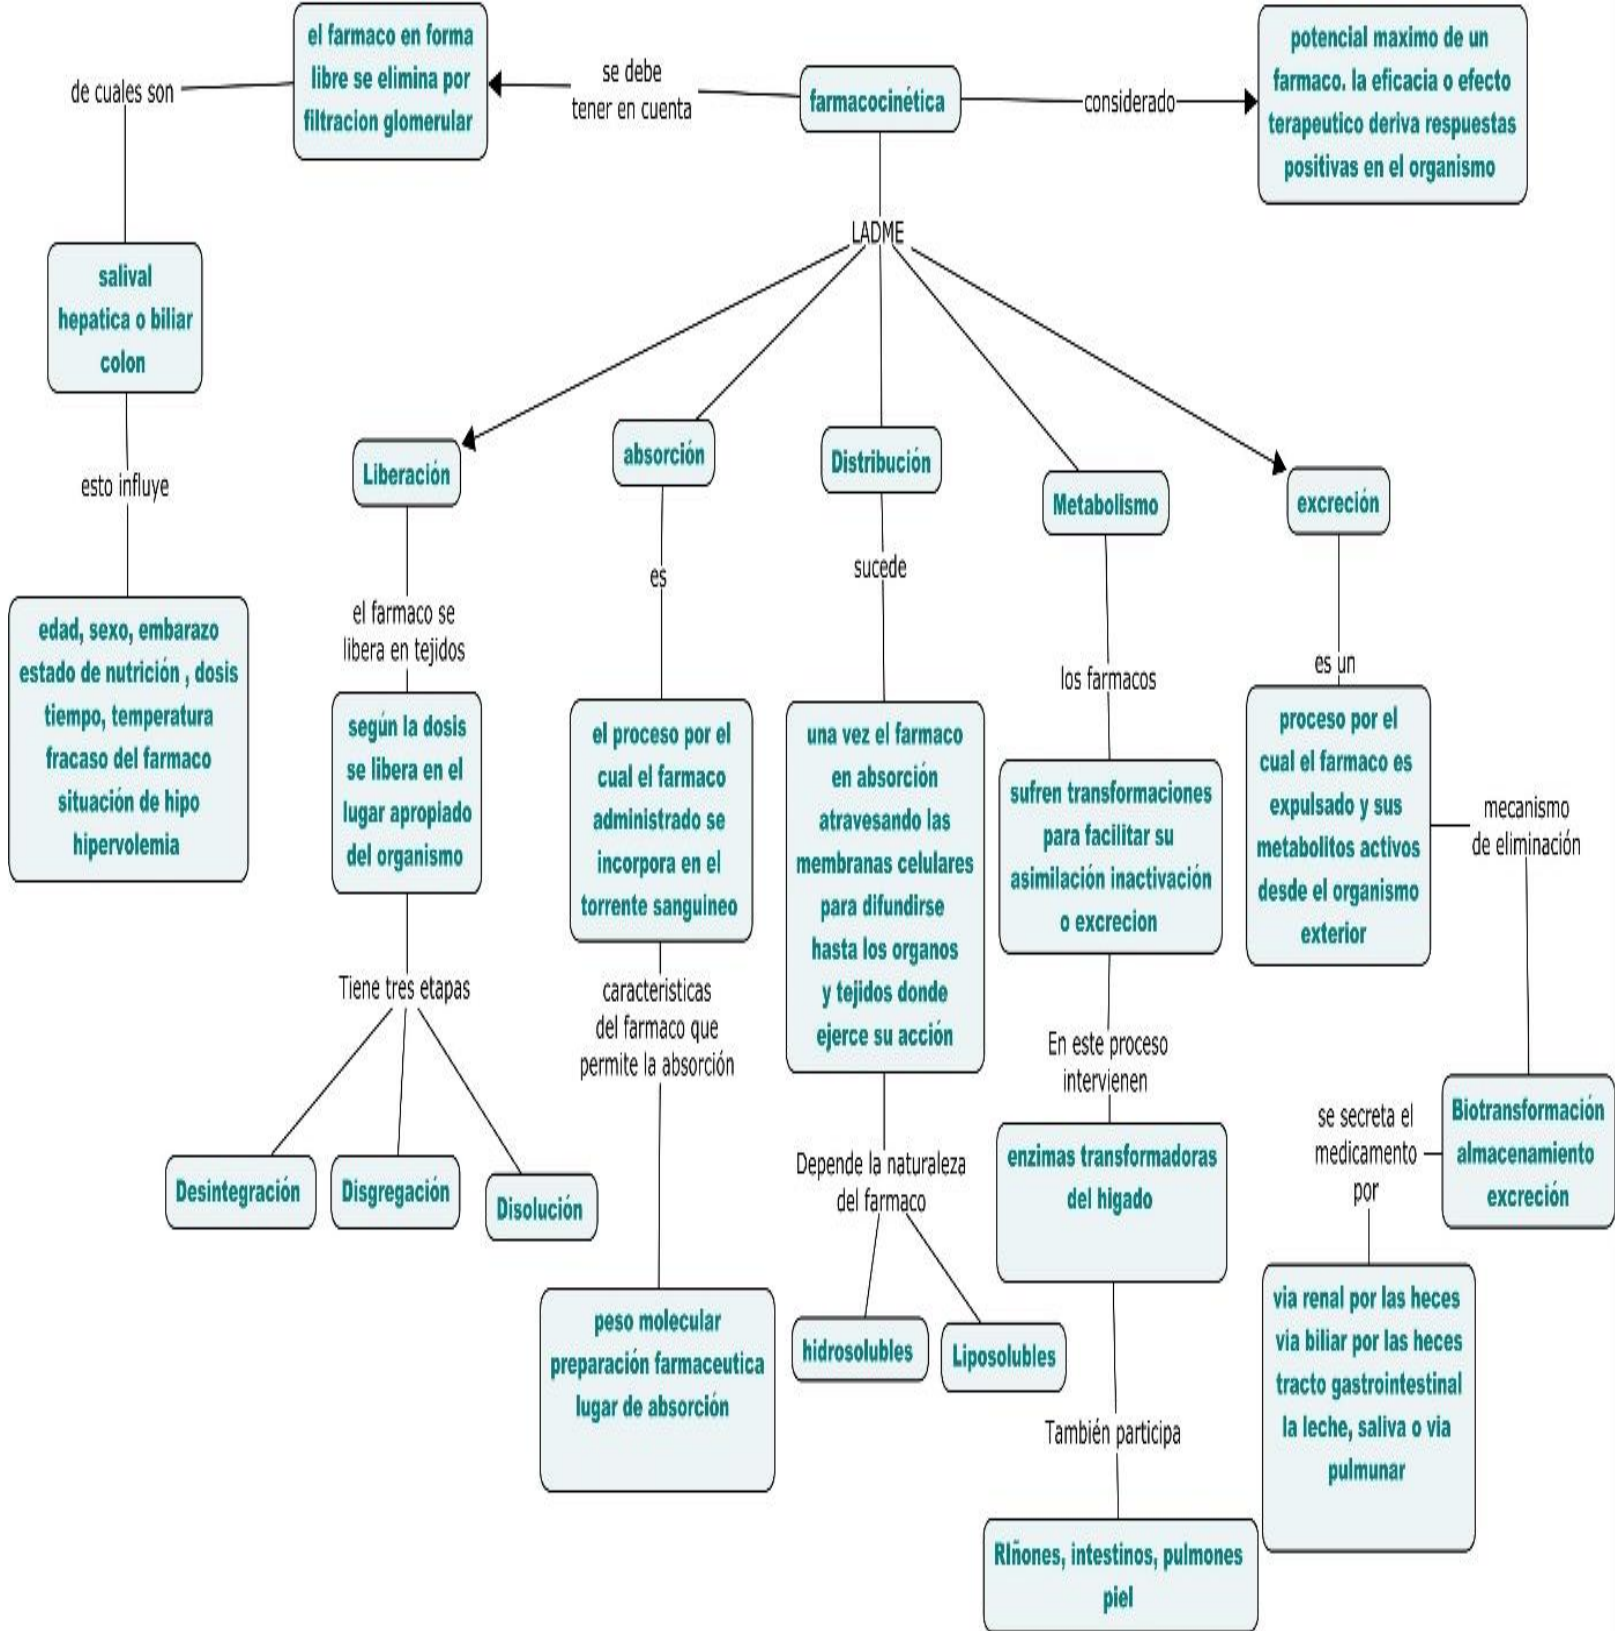 el farmaco en forma
libre se elimina por
filtracion glomerular
se debe
tener en cuenta
farmacocinética
considerado
potencial maximo de un
farmaco. la eficacia o efecto
terapeutico deriva respuestas
positivas en el organismo
de cuales son
salival
hepatica o biliar
colon
esto influye
edad, sexo, embarazo
estado de nutrición , dosis
tiempo, temperatura
fracaso del farmaco
situación de hipo
hipervolemia
LADME
Liberación
el farmaco se
libera en tejidos
según la dosis
se libera en el
lugar apropiado
del organismo
Tiene tres etapas
Desintegración
Disgregación
Disolución
absorción
es
el proceso por el
cual el farmaco
administrado se
incorpora en el
torrente sanguineo
caracteristicas
del farmaco que
permite la absorción
peso molecular
preparación farmaceutica
lugar de absorción
Distribución
sucede
una vez el farmaco
en absorción
atravesando las
membranas celulares
para difundirse
hasta los organos
y tejidos donde
ejerce su acción
Depende la naturaleza
del farmaco
hidrosolubles
Liposolubles
Metabolismo
los farmacos
sufren transformaciones
para facilitar su
asimilación inactivación
o excrecion
En este proceso
intervienen
enzimas transformadoras
del higado
También participa
RIñones, intestinos, pulmones
piel
excreción
es un
proceso por el
cual el farmaco es
expulsado y sus
metabolitos activos
desde el organismo
exterior
mecanismo
de eliminación
Biotransformación
almacenamiento
excreción
se secreta el
medicamento
por
via renal por las heces
via biliar por las heces
tracto gastrointestinal
la leche, saliva o via
pulmunar